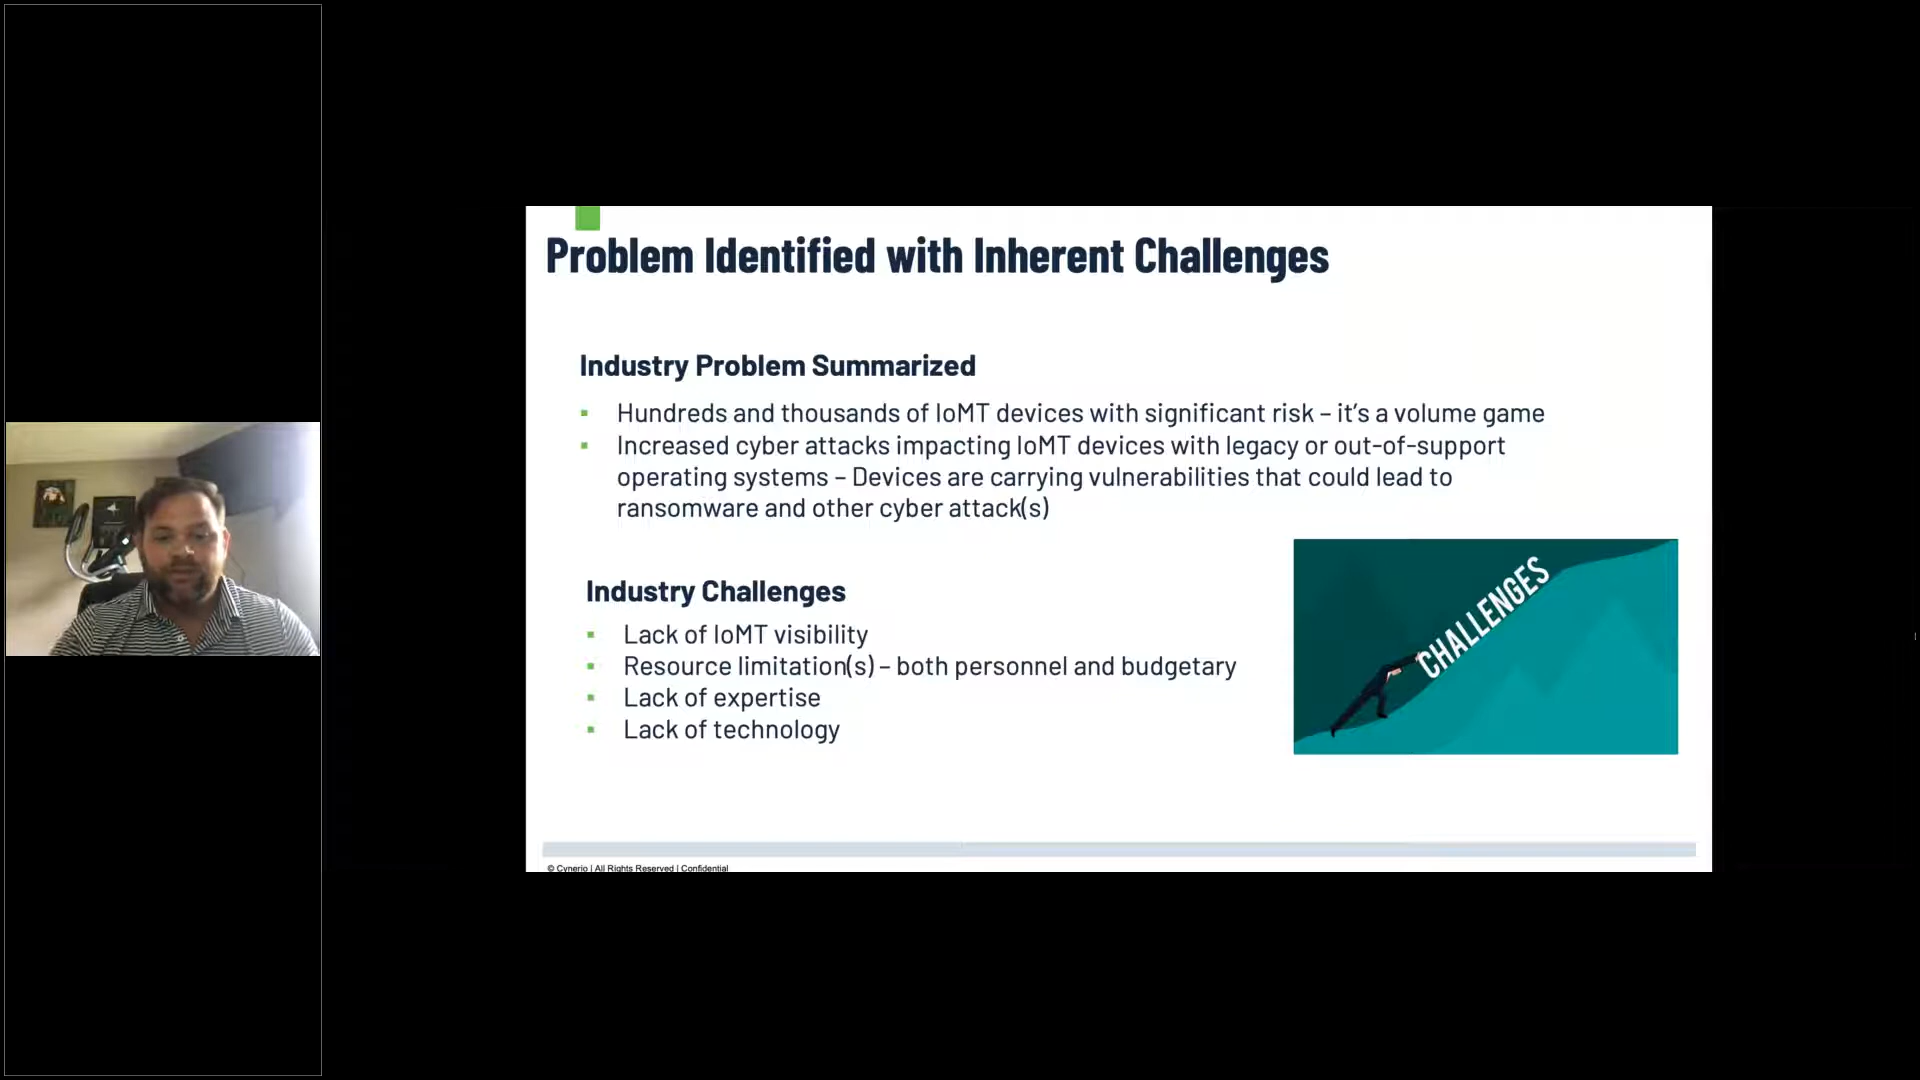 Problem Identified with Inherent Challenges
Industry Problem Summarized
Hundreds and thousands of IoMT devices with significant risk – it’s a volume game
Increased cyber attacks impacting IoMT devices with legacy or out-of-support
operating systems – Devices are carrying vulnerabilities that could lead to
ransomware and other cyber attack(s)
Industry Challenges
Lack of IoMT visibility
Resource limitation(s) – both personnel and budgetary
Lack of expertise
Lack of technology
CHALLENGES
© Cynerio | All Rights Reserved | Confidential